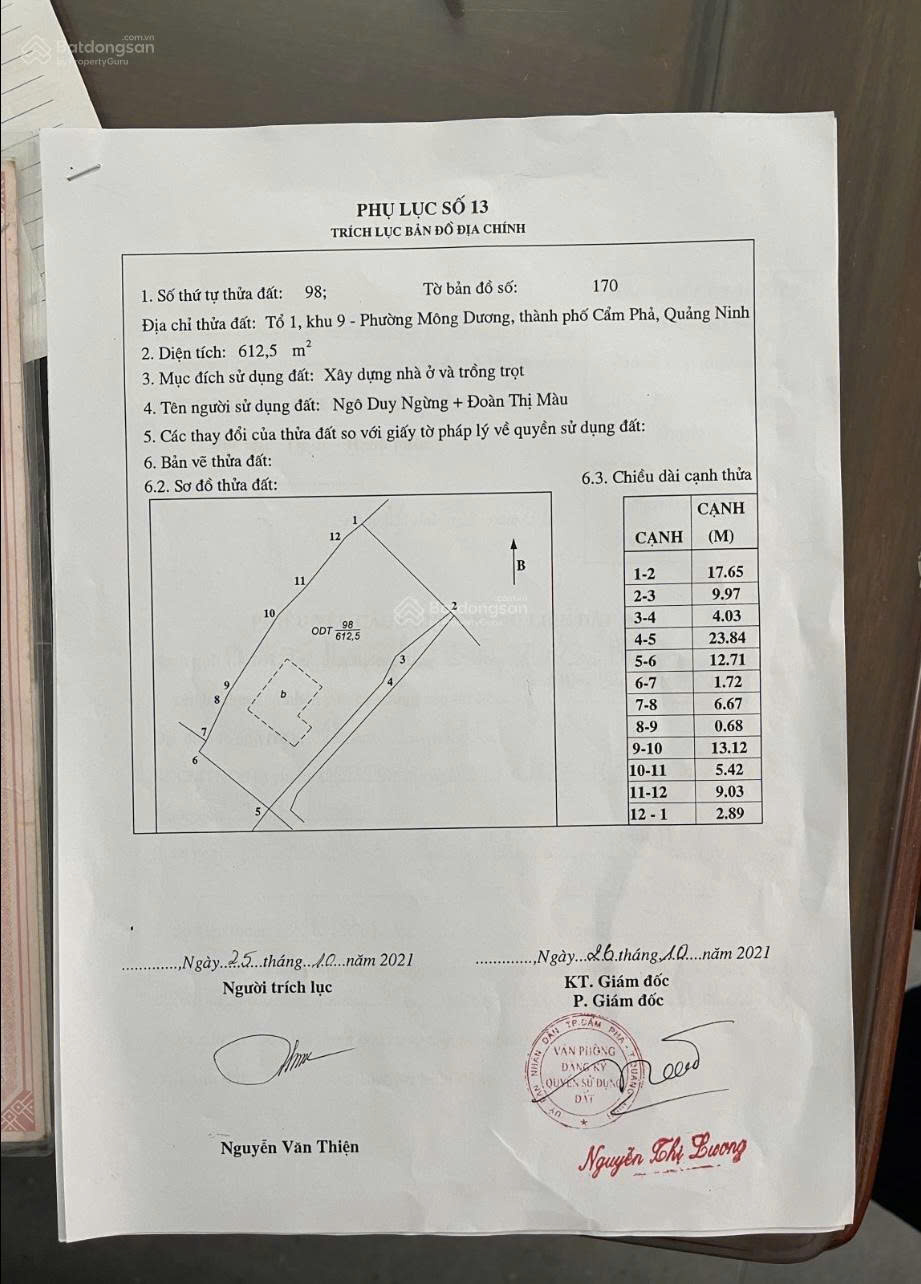 Batdongsan
.com.vn
by PropertyGuru
PHỤ LỤC SỐ 13
TRÍCH LỤC BẢN ĐỒ ĐỊA CHÍNH
1. Số thứ tự thửa đất: 98; Tờ bản đồ số: 170
Địa chỉ thửa đất: Tổ 1, khu 9 - Phường Mông Dương, thành phố Cẩm Phả, Quảng Ninh
2. Diện tích: 612,5 m2
3. Mục đích sử dụng đất: Xây dựng nhà ở và trồng trọt
4. Tên người sử dụng đất: Ngô Duy Ngừng + Đoàn Thị Màu
5. Các thay đổi của thửa đất so với giấy tờ pháp lý về quyền sử dụng đất:
6. Bản vẽ thửa đất:
6.2. Sơ đồ thửa đất:
6.3. Chiều dài cạnh thửa
1
12
11
10
9
8
7
6
5
4
3
2
B
ODT 98
612,5
b
Batdongsan
.com.vn
by PropertyGuru
CẠNH CẠNH (M)
1-2 17.65
2-3 9.97
3-4 4.03
4-5 23.84
5-6 12.71
6-7 1.72
7-8 6.67
8-9 0.68
9-10 13.12
10-11 5.42
11-12 9.03
12 - 1 2.89
..............,Ngày...25...tháng...10...năm 2021
Người trích lục
Nguyễn Văn Thiện
..............,Ngày...26.tháng.10....năm 2021
KT. Giám đốc
P. Giám đốc
VĂN PHÒNG
ĐĂNG KÝ
QUYỀN SỬ DỤNG
ĐẤT
Nguyễn Thị Lương